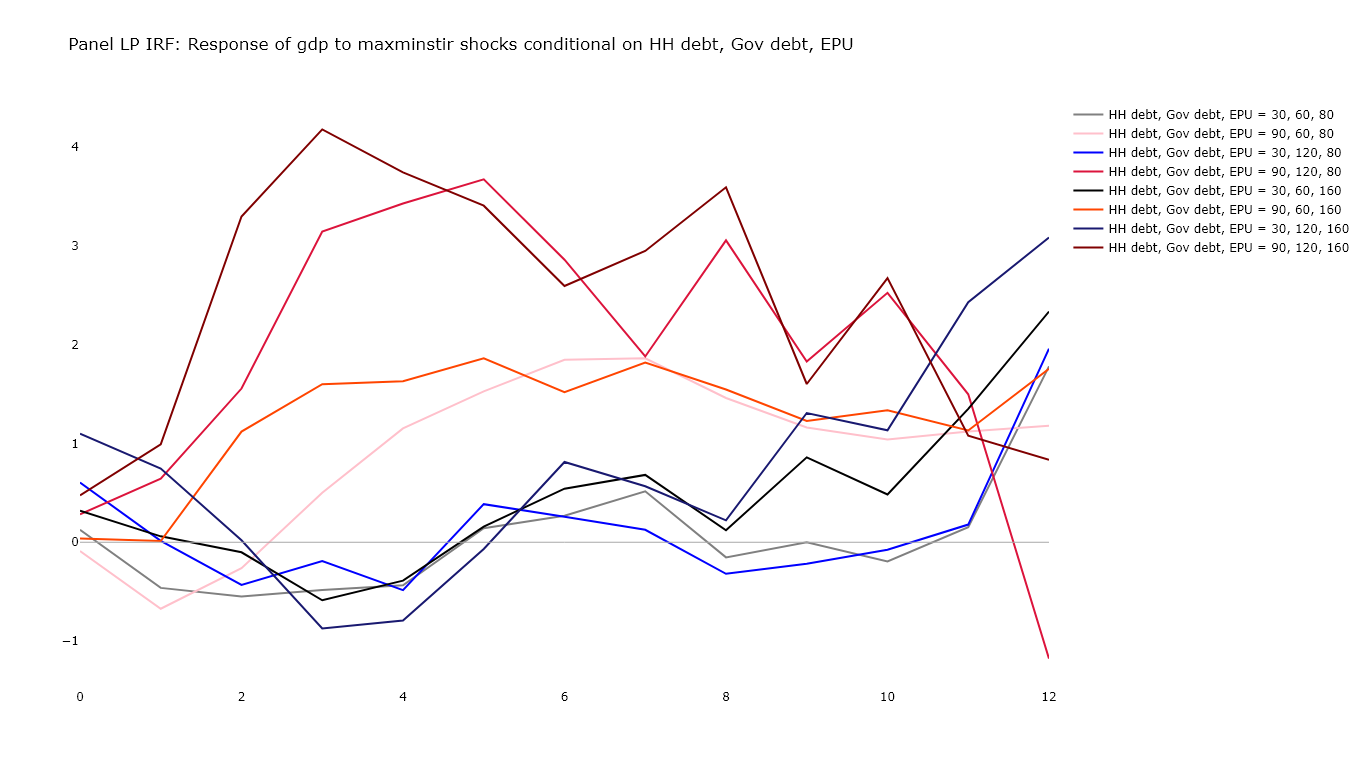 Panel LP IRF: Response of gdp to maxminstir shocks conditional on HH debt, Gov debt, EPU
HH debt, Gov debt, EPU = 30, 60, 80
HH debt, Gov debt, EPU = 90, 60, 80
HH debt, Gov debt, EPU = 30, 120, 80
HH debt, Gov debt, EPU = 90, 120, 80
HH debt, Gov debt, EPU = 30, 60, 160
HH debt, Gov debt, EPU = 90, 60, 160
HH debt, Gov debt, EPU = 30, 120, 160
HH debt, Gov debt, EPU = 90, 120, 160
4
3
2
1
0
−1
0 2 4 6 8 10 12